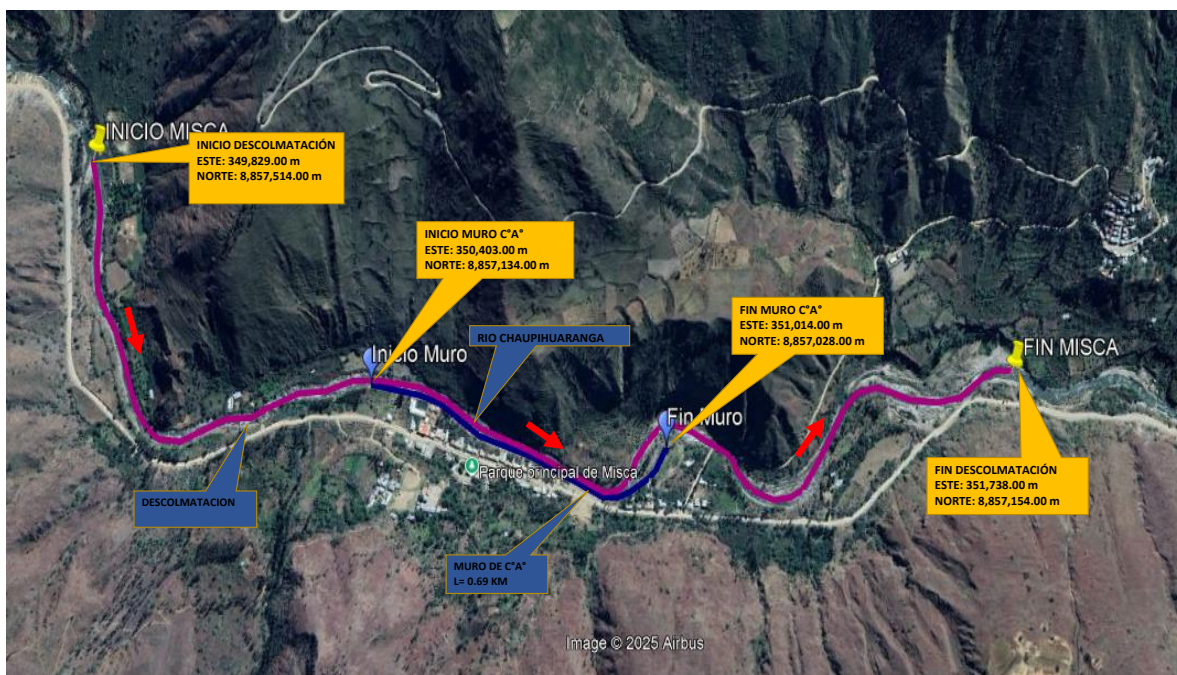 INICIO MISCA
INICIO DESCOLMATACIÓN
ESTE: 349,829.00 m
NORTE: 8,857,514.00 m
INICIO MURO C°A°
ESTE: 350,403.00 m
NORTE: 8,857,134.00 m
RIO CHAUPIHUARANGA
Inicio Muro
FIN MURO C°A°
ESTE: 351,014.00 m
NORTE: 8,857,028.00 m
FIN MISCA
Fin Muro
Parque principal de Misca
DESCOLMATACION
FIN DESCOLMATACIÓN
ESTE: 351,738.00 m
NORTE: 8,857,154.00 m
MURO DE C°A°
L= 0.69 KM
Image © 2025 Airbus